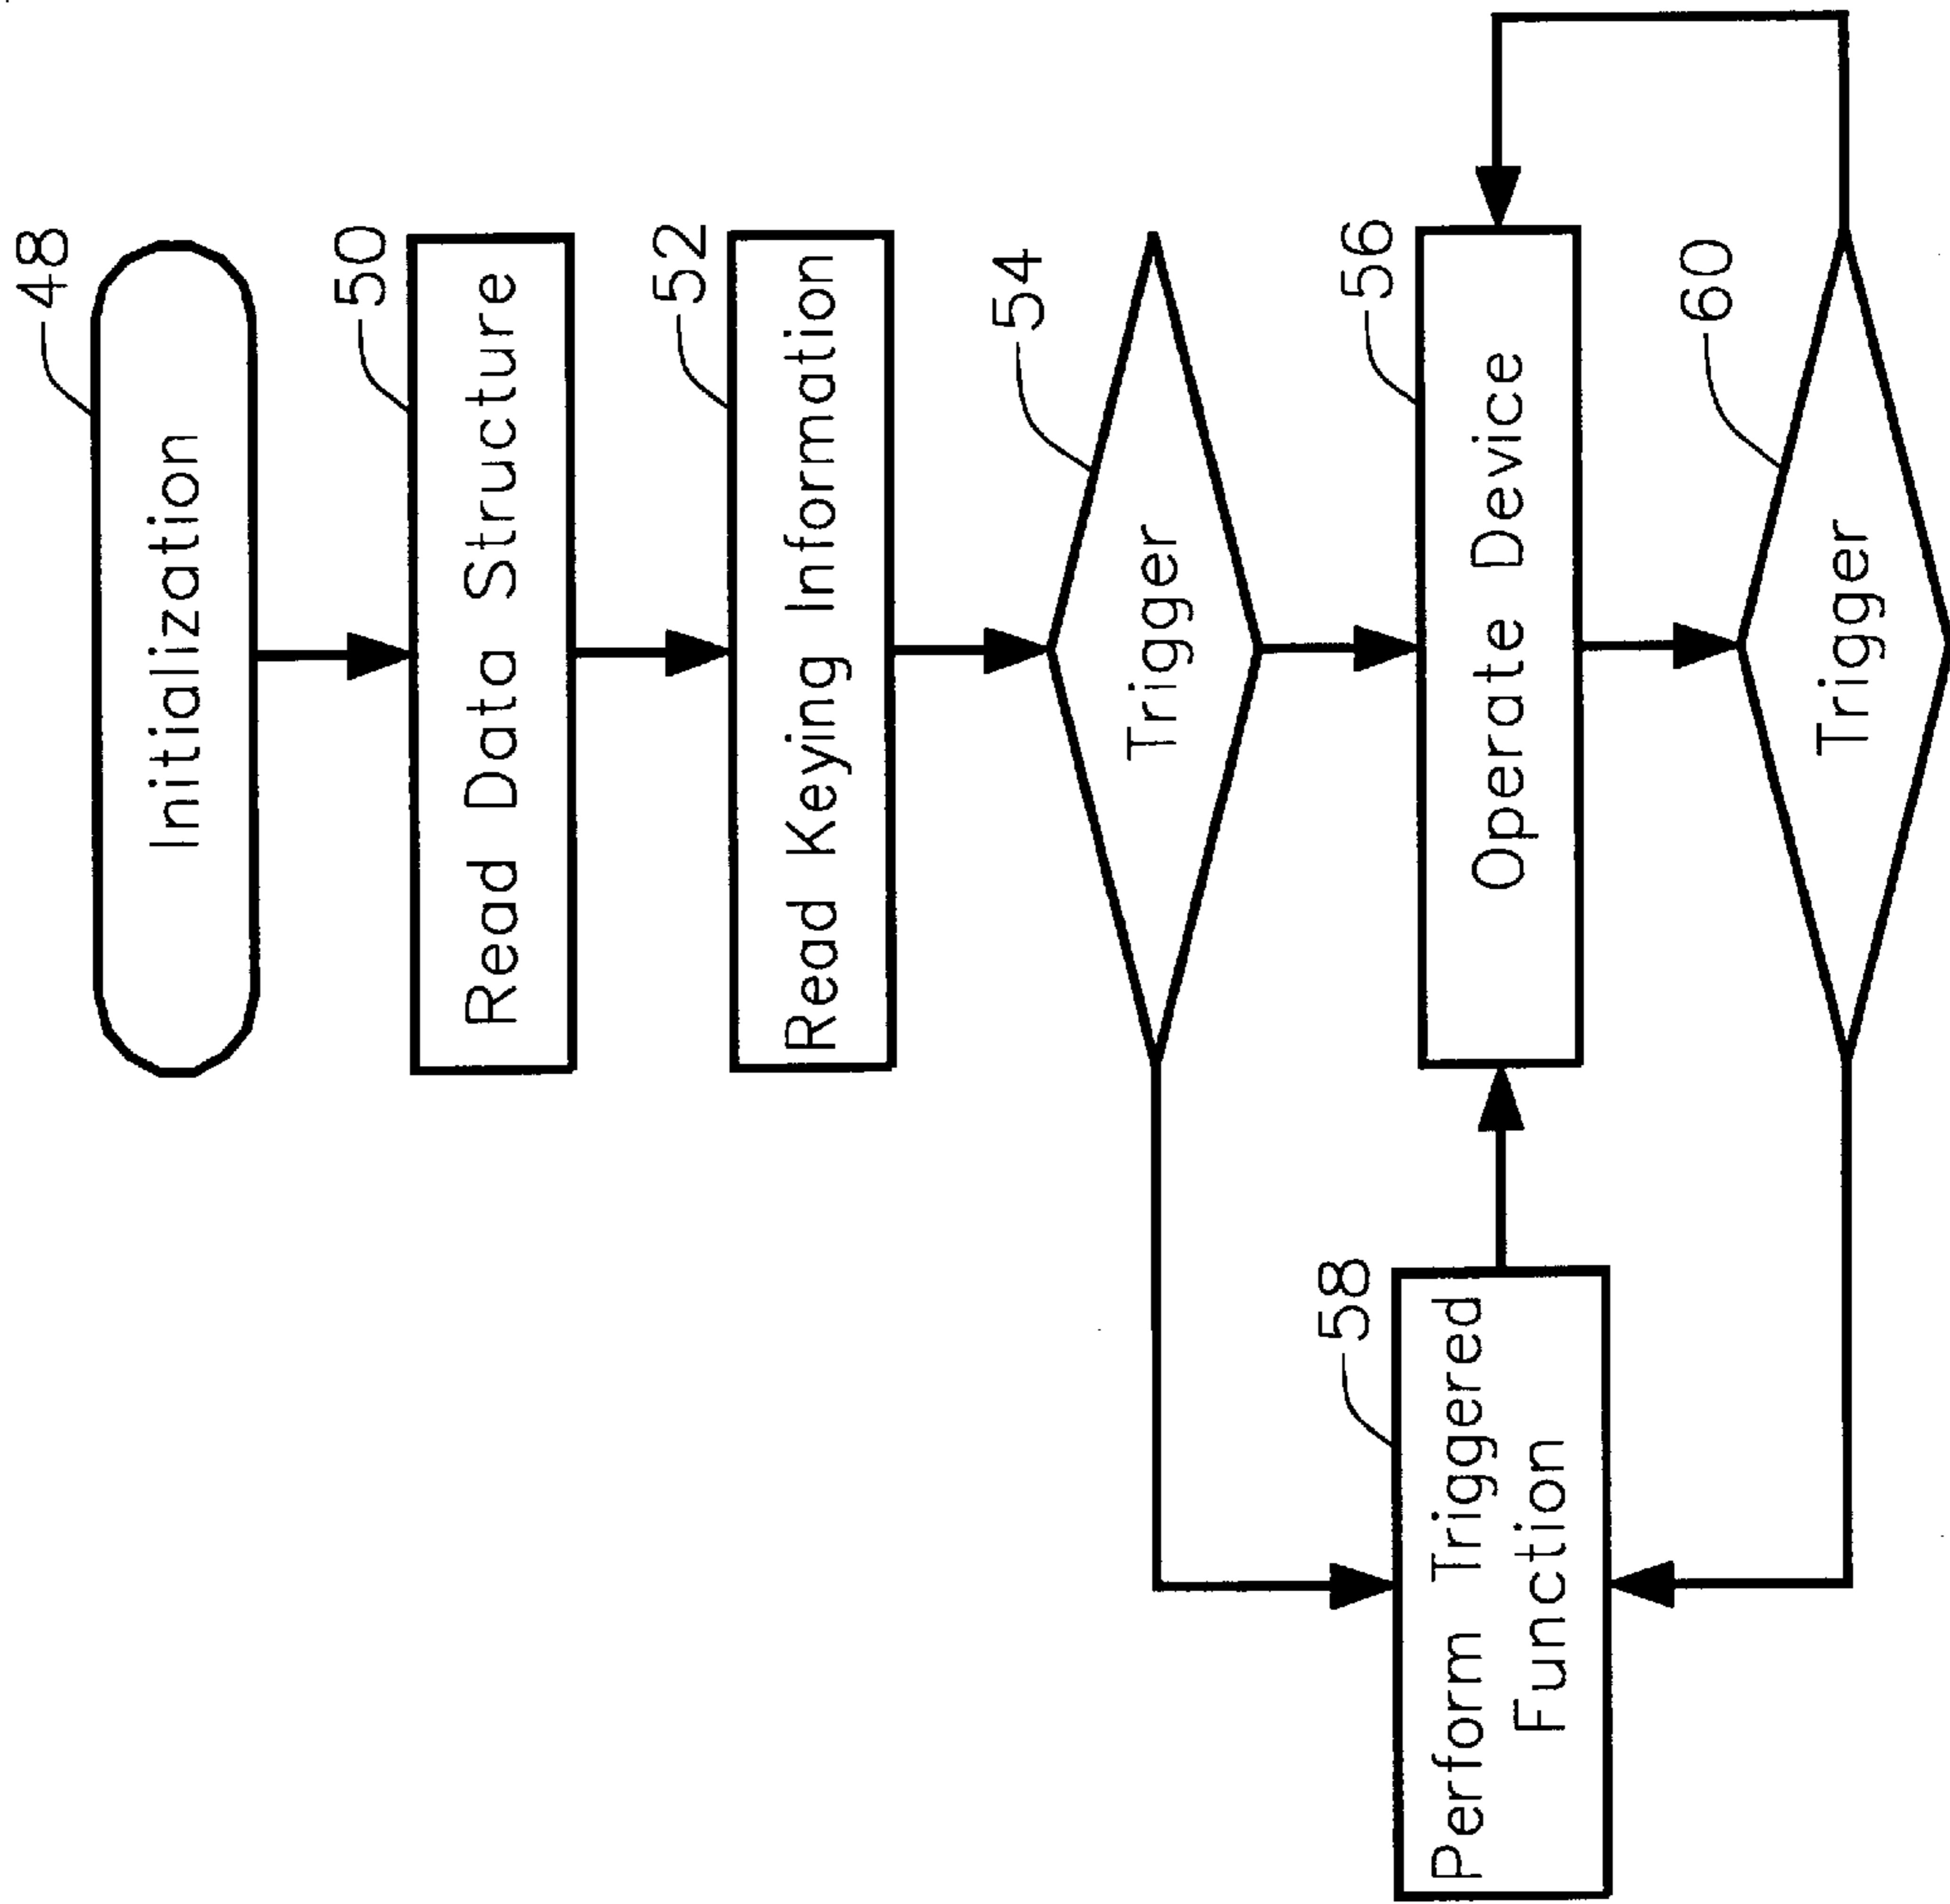 48
Initialization
50
Read Data Structure
52
Read Keying Information
54
Trigger
58
Perform Triggered
Function
56
Operate Device
60
Trigger